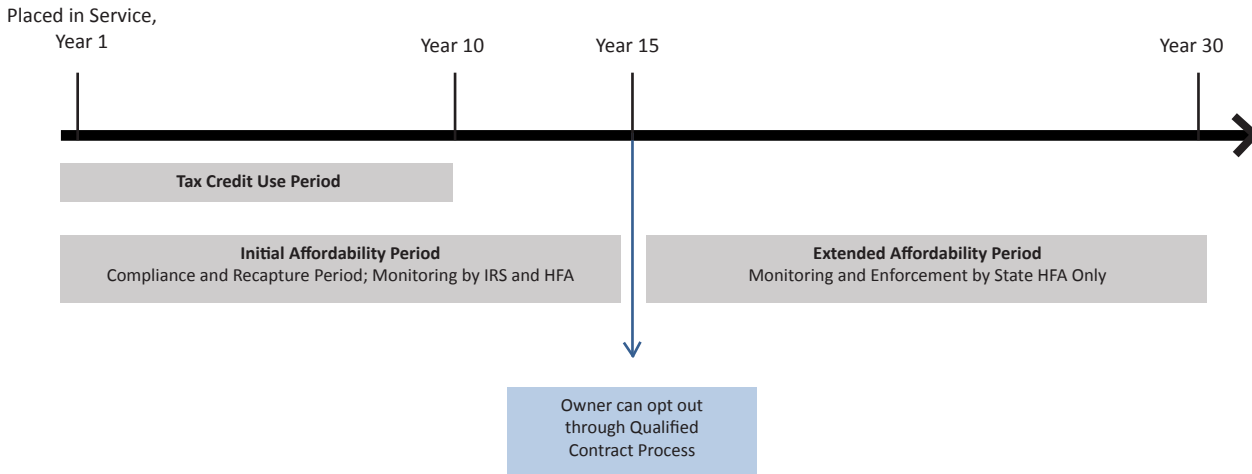 Placed in Service,
Year 1
Year 10
Year 15
Year 30
Tax Credit Use Period
Initial Affordability Period
Compliance and Recapture Period; Monitoring by IRS and HFA
Extended Affordability Period
Monitoring and Enforcement by State HFA Only
Owner can opt out
through Qualified
Contract Process